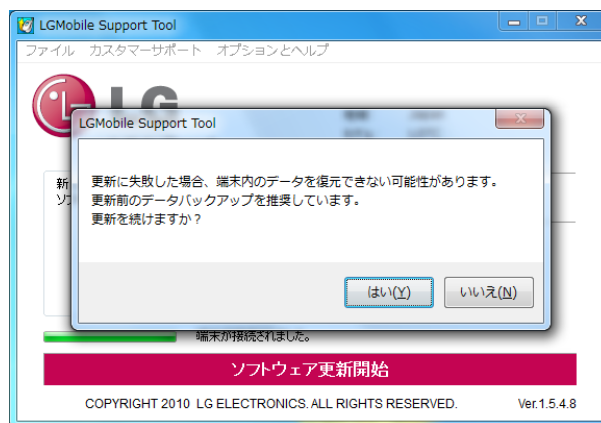 LGMobile Support Tool
ファイル カスタマーサポート オプションとヘルプ
LG
LGMobile Support Tool
更新に失敗した場合、端末内のデータを復元できない可能性があります。
更新前のデータバックアップを推奨しています。
更新を続けますか？
はい(Y) いいえ(N)
新
ソ
端末が接続されました。
ソフトウェア更新開始
COPYRIGHT 2010 LG ELECTRONICS. ALL RIGHTS RESERVED. Ver.1.5.4.8